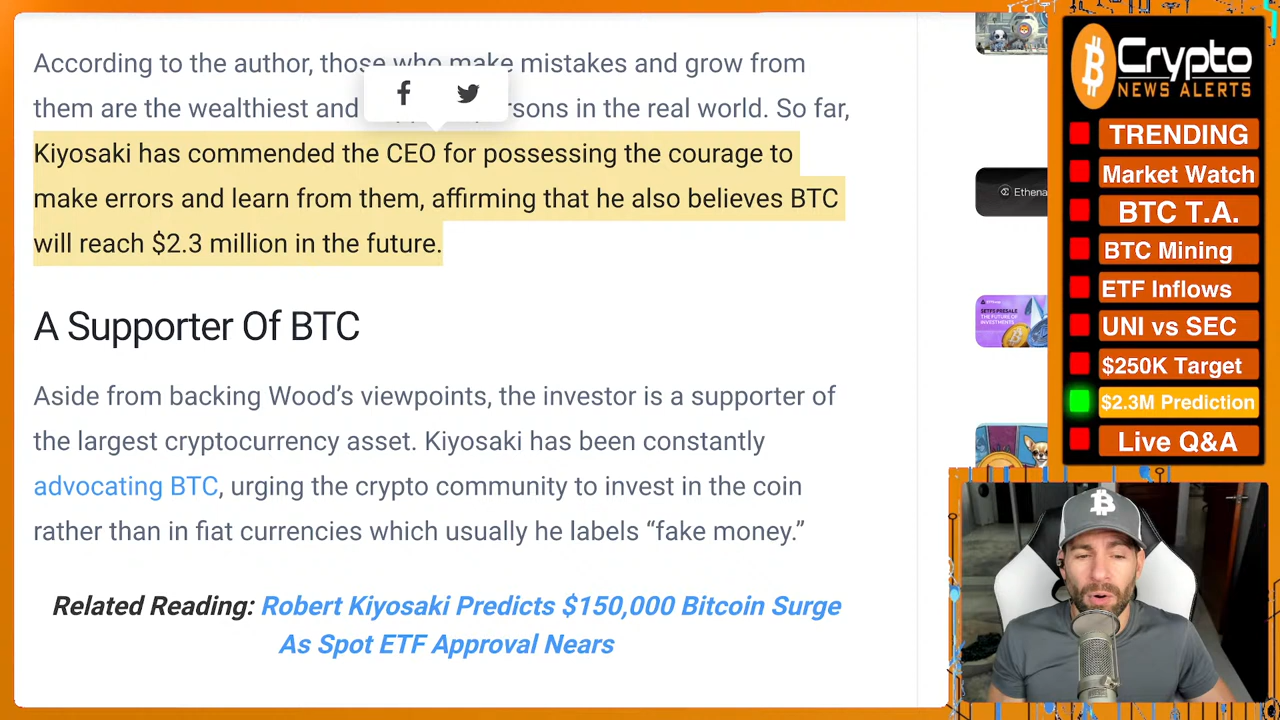 According to the author, those who make mistakes and grow from
them are the wealthiest and persons in the real world. So far,
Kiyosaki has commended the CEO for possessing the courage to
make errors and learn from them, affirming that he also believes BTC
will reach $2.3 million in the future.
A Supporter Of BTC
Aside from backing Wood’s viewpoints, the investor is a supporter of
the largest cryptocurrency asset. Kiyosaki has been constantly
advocating BTC, urging the crypto community to invest in the coin
rather than in fiat currencies which usually he labels “fake money.”
Related Reading: Robert Kiyosaki Predicts $150,000 Bitcoin Surge
As Spot ETF Approval Nears
Ethena
Crypto
NEWS ALERTS
TRENDING
Market Watch
BTC T.A.
BTC Mining
ETF Inflows
UNI vs SEC
$250K Target
$2.3M Prediction
Live Q&A